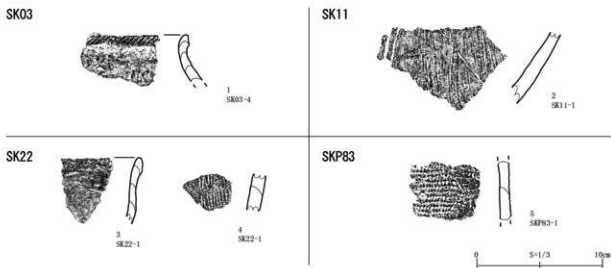 SK03
1
SK03-4
SK11
2
SK11-1
SK22
3
SK22-1
4
SK22-1
SKP83
5
SKP83-1
0 S=1/3 10cm